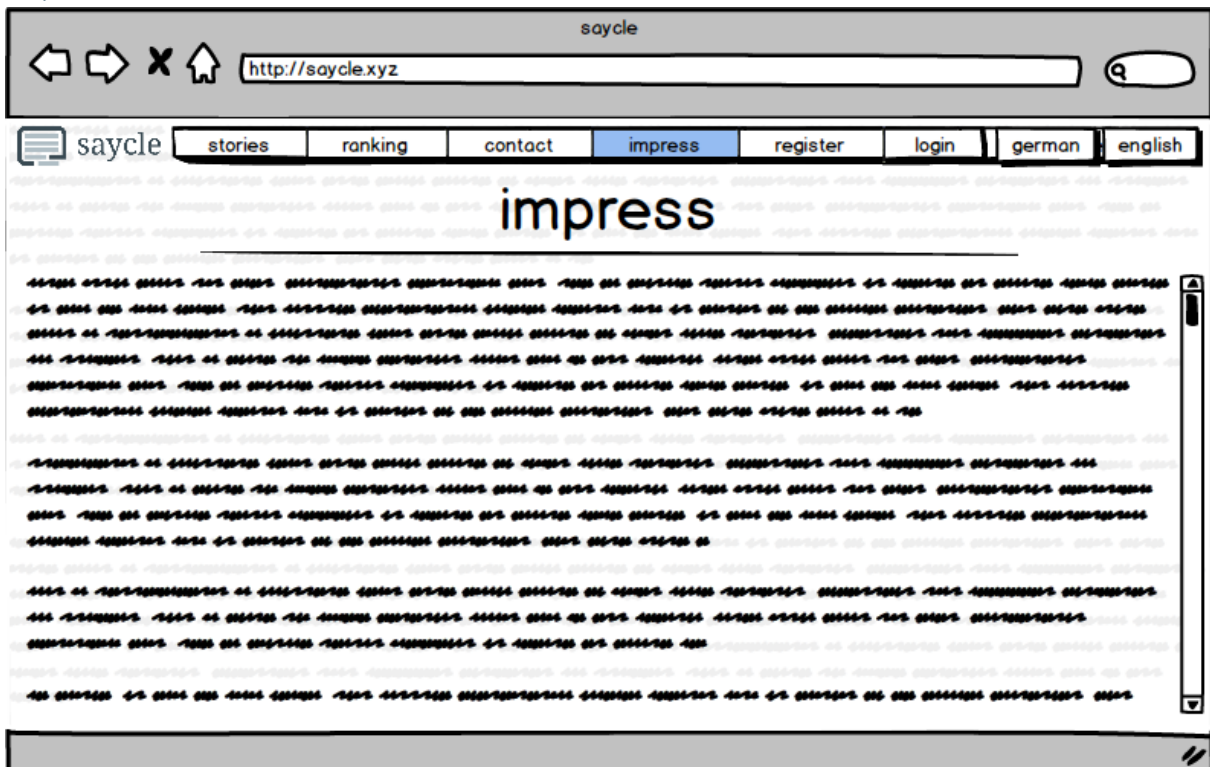 saycle
http://saycle.xyz
saycle stories ranking contact impress register login german english
impress